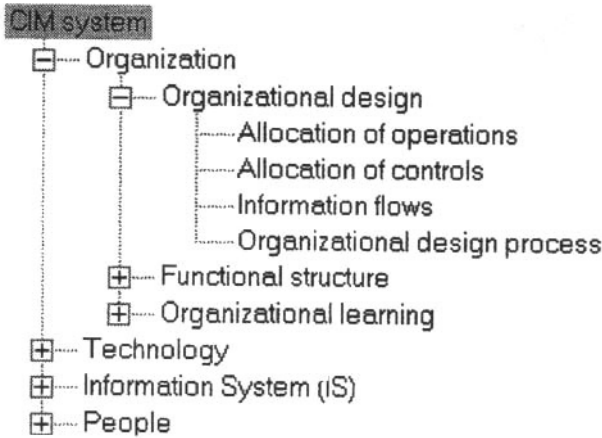 CIM system
Organization
Organizational design
Allocation of operations
Allocation of controls
Information flows
Organizational design process
Functional structure
Organizational learning
Technology
Information System (IS)
People